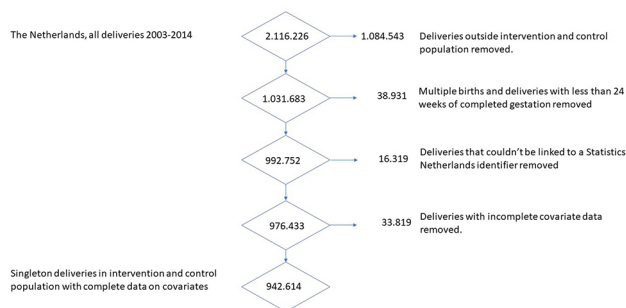 The Netherlands, all deliveries 2003-2014
2.116.226
1.084.543
Deliveries outside intervention and control
population removed.
1.031.683
38.931
Multiple births and deliveries with less than 24
weeks of completed gestation removed
992.752
16.319
Deliveries that couldn't be linked to a Statistics
Netherlands identifier removed
976.433
33.819
Deliveries with incomplete covariate data
removed.
Singleton deliveries in intervention and control
population with complete data on covariates
942.614